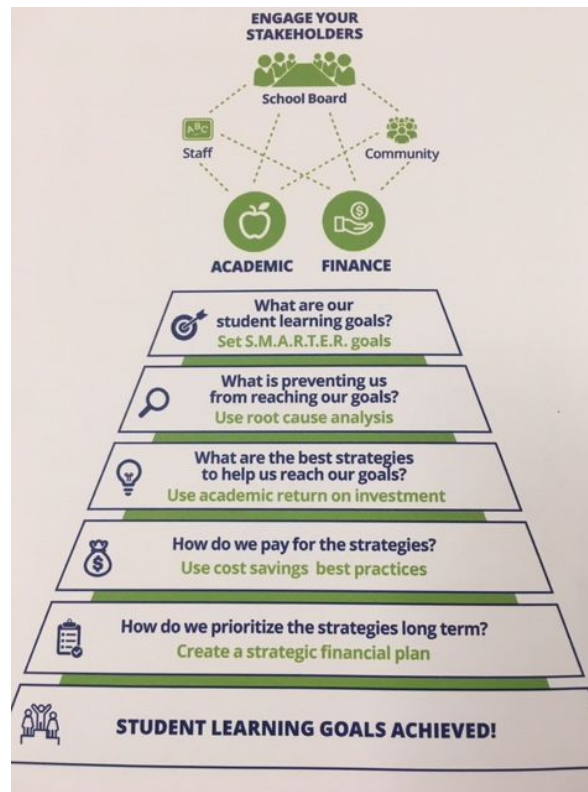 ENGAGE YOUR
STAKEHOLDERS
School Board
ABC
Staff
Community
$
ACADEMIC FINANCE
What are our
student learning goals?
Set S.M.A.R.T.E.R. goals
What is preventing us
from reaching our goals?
Use root cause analysis
What are the best strategies
to help us reach our goals?
Use academic return on investment
$
How do we pay for the strategies?
Use cost savings best practices
How do we prioritize the strategies long term?
Create a strategic financial plan
STUDENT LEARNING GOALS ACHIEVED!